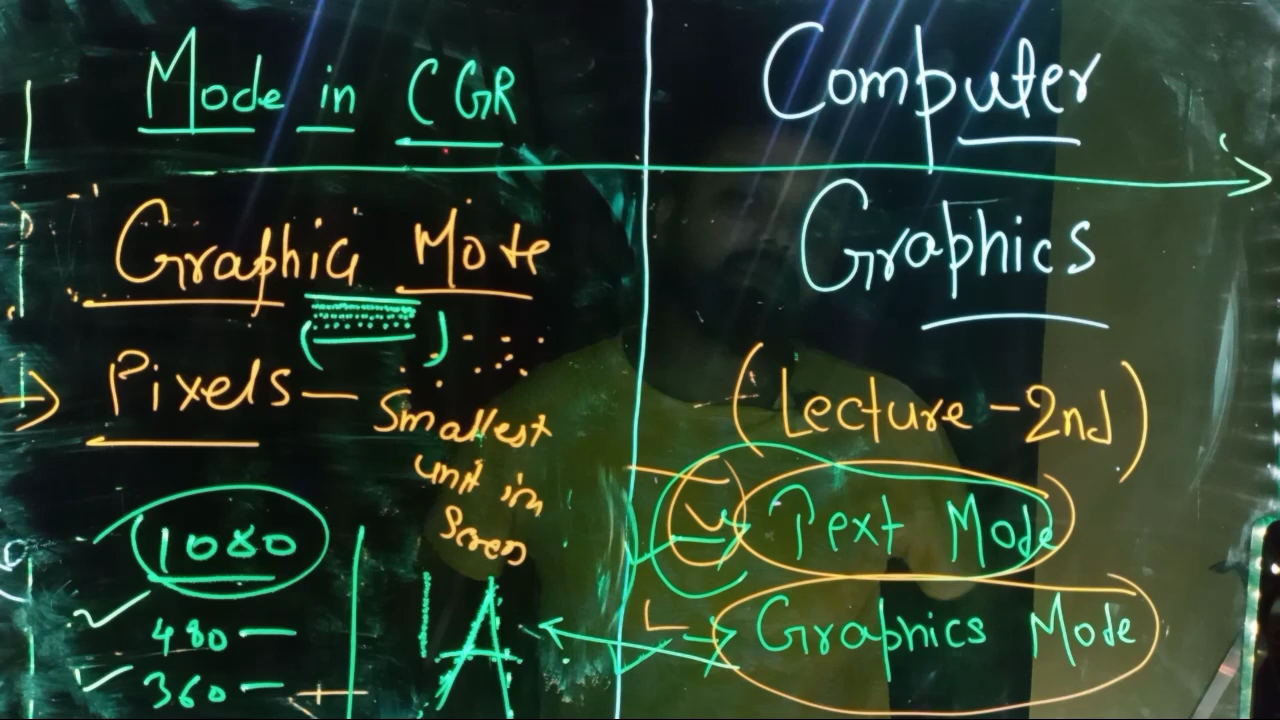 Mode in CGR
Graphic Mote
Pixels — Smallest
unit in
Screen
1080
480 —
360 —
A
Computer
Graphics
(Lecture - 2nd)
Text Mode
Graphics Mode